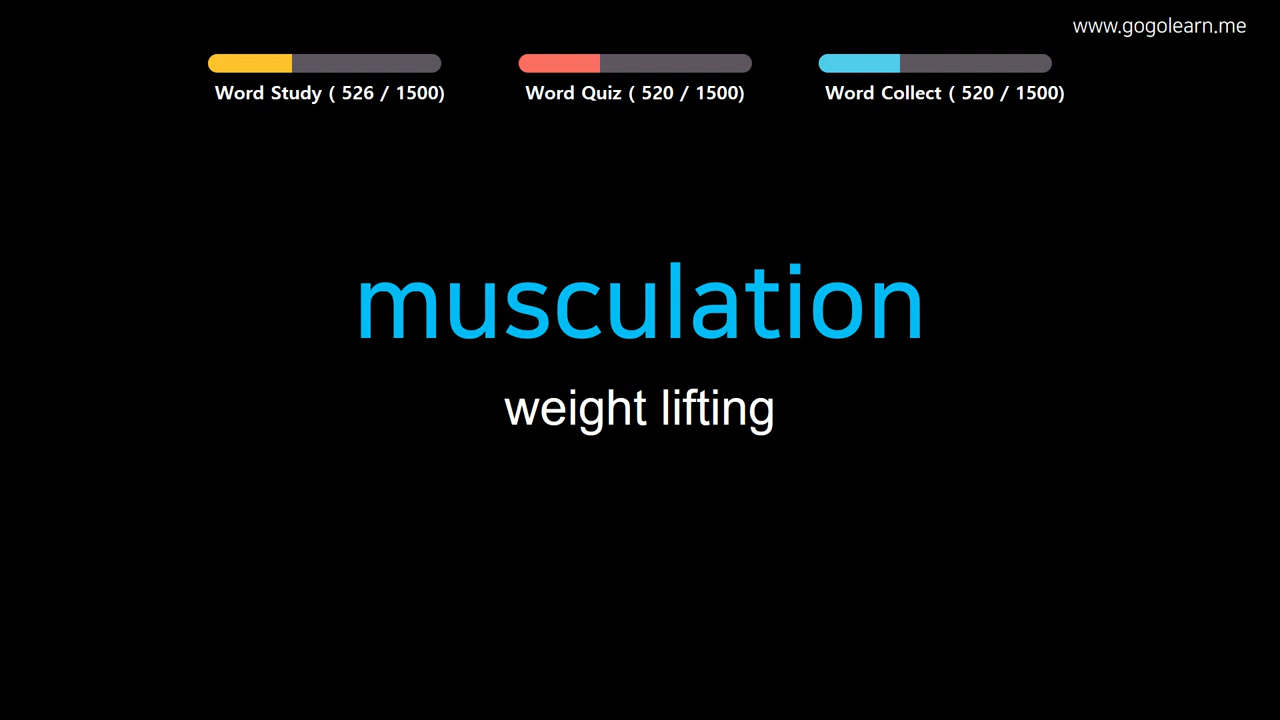 www.gogolearn.me
Word Study ( 526 / 1500)
Word Quiz ( 520 / 1500)
Word Collect ( 520 / 1500)
musculation
weight lifting